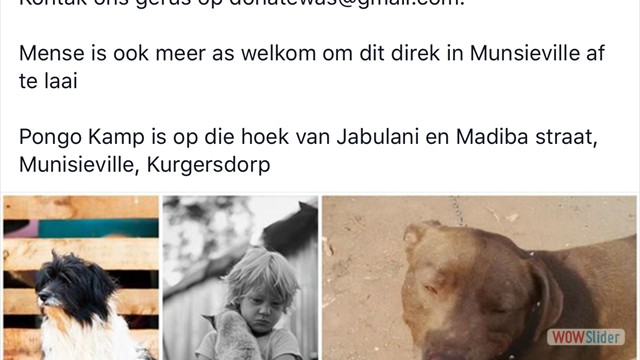 Kontak ons gerus op donatewas@gmail.com.
Mense is ook meer as welkom om dit direk in Munsieville af
te laai
Pongo Kamp is op die hoek van Jabulani en Madiba straat,
Munisieville, Kurgersdorp
WOWSlider